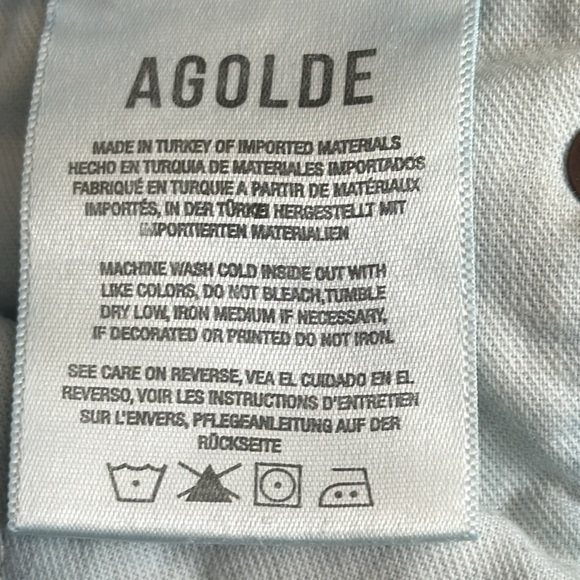 AGOLDE
MADE IN TURKEY OF IMPORTED MATERIALS
HECHO EN TURQUIA DE MATERIALES IMPORTADOS
FABRIQUÉ EN TURQUIE A PARTIR DE MATÉRIAUX
IMPORTÉS, IN DER TÜRKEI HERGESTELLT MIT
IMPORTIERTEN MATERIALIEN
MACHINE WASH COLD INSIDE OUT WITH
LIKE COLORS, DO NOT BLEACH,TUMBLE
DRY LOW, IRON MEDIUM IF NECESSARY,
IF DECORATED OR PRINTED DO NOT IRON.
SEE CARE ON REVERSE, VEA EL CUIDADO EN EL
REVERSO, VOIR LES INSTRUCTIONS D'ENTRETIEN
SUR L'ENVERS, PFLEGEANLEITUNG AUF DER
RÜCKSEITE